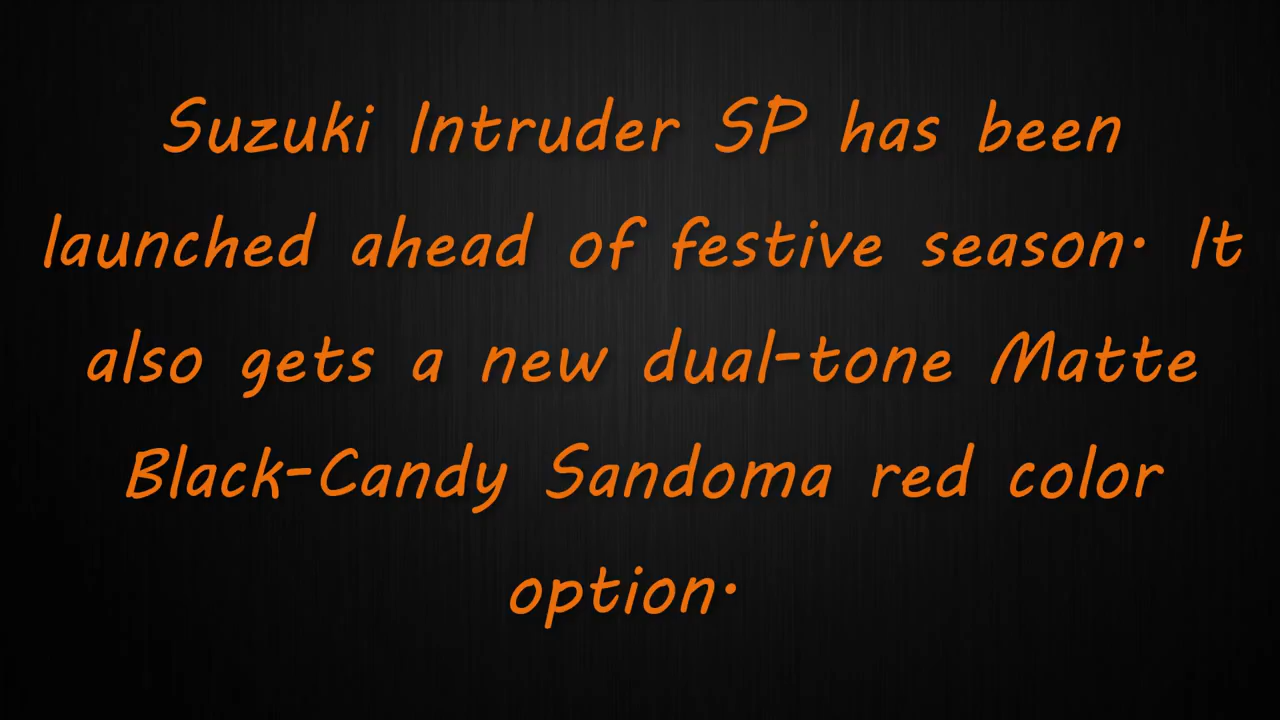 Suzuki Intruder SP has been
launched ahead of festive season. It
also gets a new dual-tone Matte
Black-Candy Sandoma red color
option.